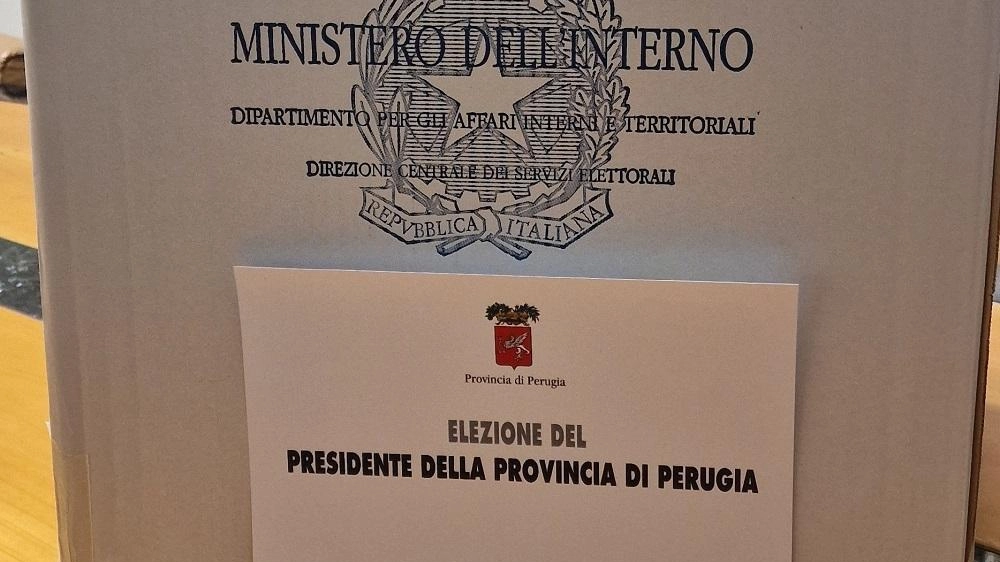 MINISTERO DELL'INTERNO
DIPARTIMENTO PER GLI AFFARI INTERNI E TERRITORIALI
DIREZIONE CENTRALE DEI SERVIZI ELETTORALI
REPVBBLICA ITALIANA
Provincia di Perugia
ELEZIONE DEL
PRESIDENTE DELLA PROVINCIA DI PERUGIA